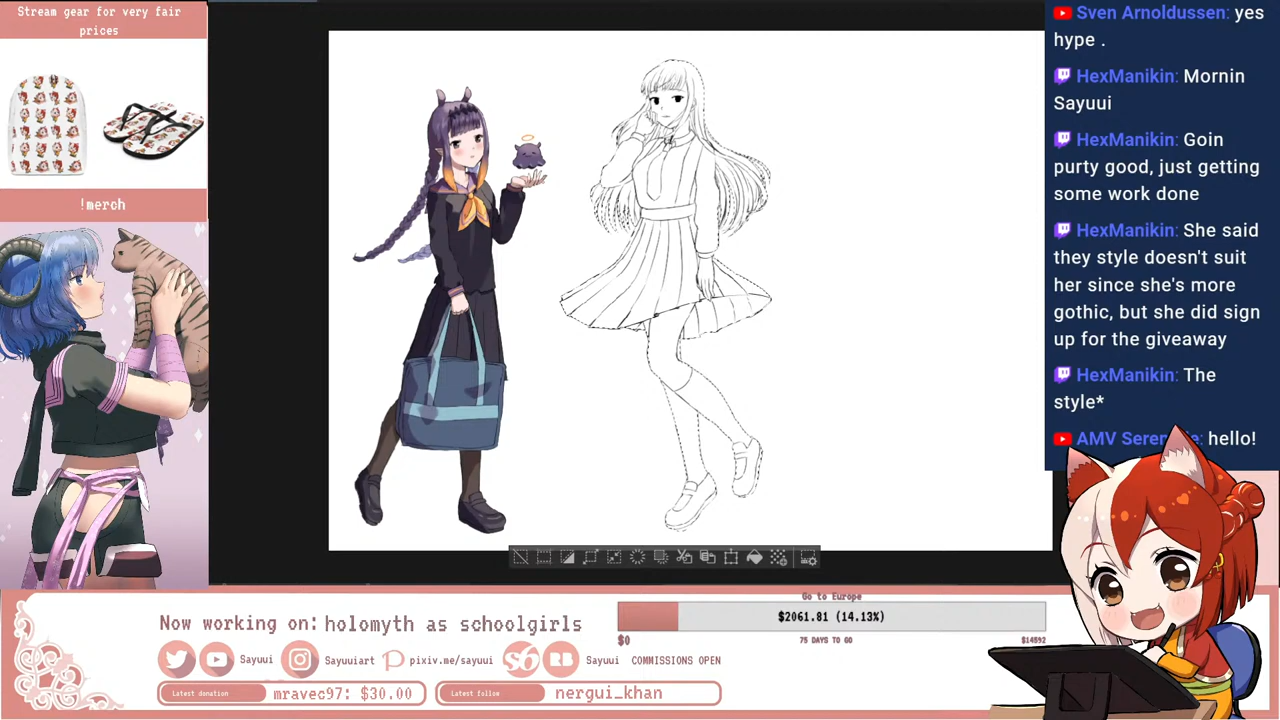 Stream gear for very fair
prices
!merch
Sven Arnoldussen: yes
hype .
HexManikin: Mornin
Sayuui
HexManikin: Goin
purty good, just getting
some work done
HexManikin: She said
they style doesn't suit
her since she's more
gothic, but she did sign
up for the giveaway
HexManikin: The
style*
AMV Seren e: hello!
Now working on: holomyth as schoolgirls
Sayuui
Sayuuiart
pixiv.me/sayuui
S6
RB
Sayuui
COMMISSIONS OPEN
Latest donation
mravec97: $30.00
Latest follow
nergui_khan
Go to Europe
$2061.81 (14.13%)
$0
75 DAYS TO GO
$14592